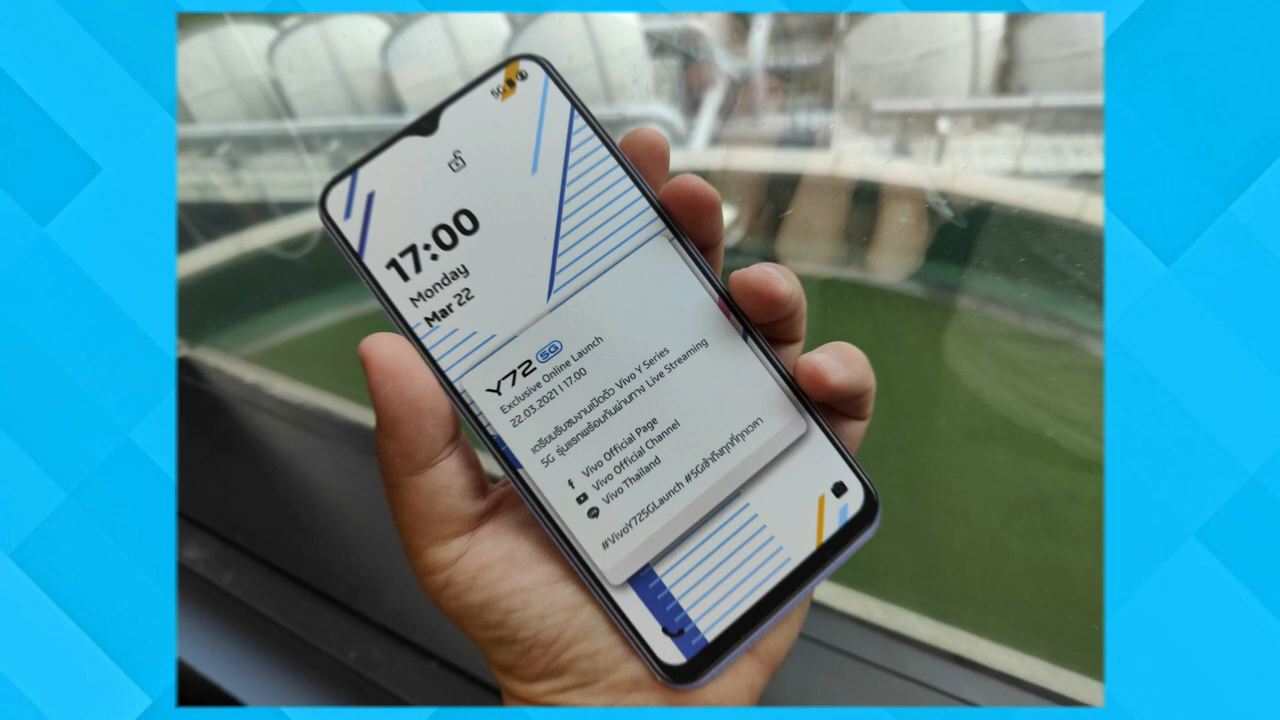 5G
17:00
Monday
Mar 22
Y72 5G
Exclusive Online Launch
22.03.2021 | 17.00
เตรียมรับชมงานเปิดตัว Vivo Y Series
5G รุ่นแรกพร้อมกันผ่านทาง Live Streaming
Vivo Official Page
Vivo Official Channel
Vivo Thailand
#VivoY725GLaunch #5Gเข้าถึงทุกที่ทุกเวลา